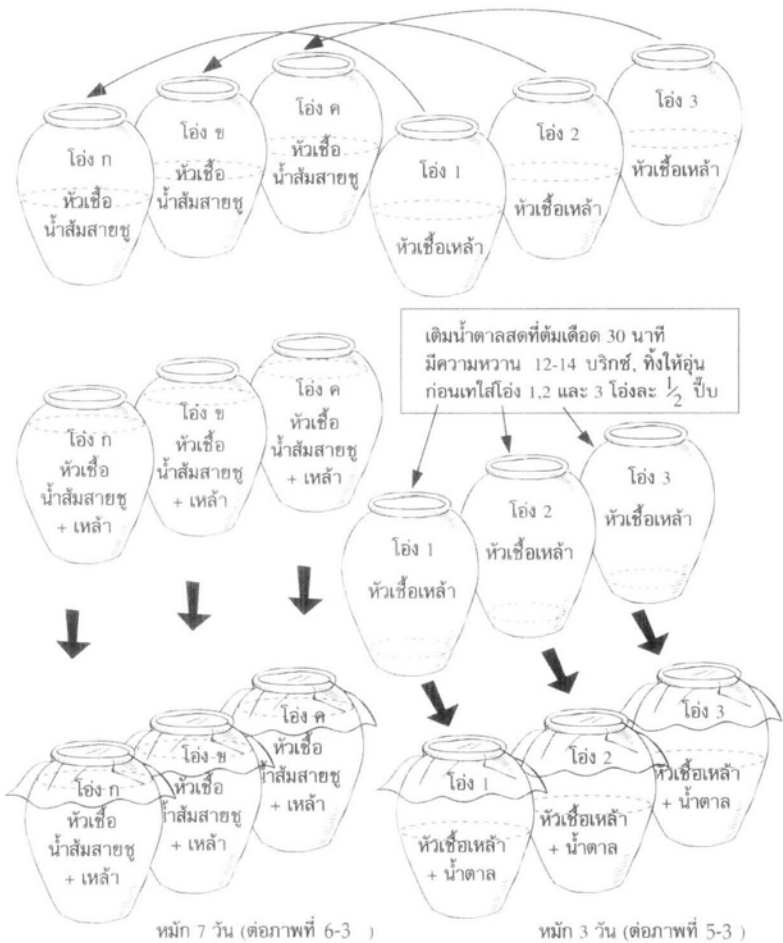 โอ่ง ก
หัวเชื้อ
น้ำส้มสายชู
โอ่ง ข
หัวเชื้อ
น้ำส้มสายชู
โอ่ง ค
หัวเชื้อ
น้ำส้มสายชู
โอ่ง 1
หัวเชื้อเหล้า
โอ่ง 2
หัวเชื้อเหล้า
โอ่ง 3
หัวเชื้อเหล้า
เติมน้ำตาลสดที่ต้มเดือด 30 นาที
มีความหวาน 12-14 บริกซ์, ทิ้งให้อุ่น
ก่อนเทใส่โอ่ง 1,2 และ 3 โอ่งละ 1/2 ปี๊บ
โอ่ง ก
หัวเชื้อ
น้ำส้มสายชู
+ เหล้า
โอ่ง ข
หัวเชื้อ
น้ำส้มสายชู
+ เหล้า
โอ่ง ค
หัวเชื้อ
น้ำส้มสายชู
+ เหล้า
โอ่ง 1
หัวเชื้อเหล้า
โอ่ง 2
หัวเชื้อเหล้า
โอ่ง 3
หัวเชื้อเหล้า
โอ่ง ก
หัวเชื้อ
น้ำส้มสายชู
+ เหล้า
โอ่ง ข
หัวเชื้อ
น้ำส้มสายชู
+ เหล้า
โอ่ง ค
หัวเชื้อ
น้ำส้มสายชู
+ เหล้า
โอ่ง 1
หัวเชื้อเหล้า
+ น้ำตาล
โอ่ง 2
หัวเชื้อเหล้า
+ น้ำตาล
โอ่ง 3
หัวเชื้อเหล้า
+ น้ำตาล
หมัก 7 วัน (ต่อภาพที่ 6-3 )
หมัก 3 วัน (ต่อภาพที่ 5-3 )